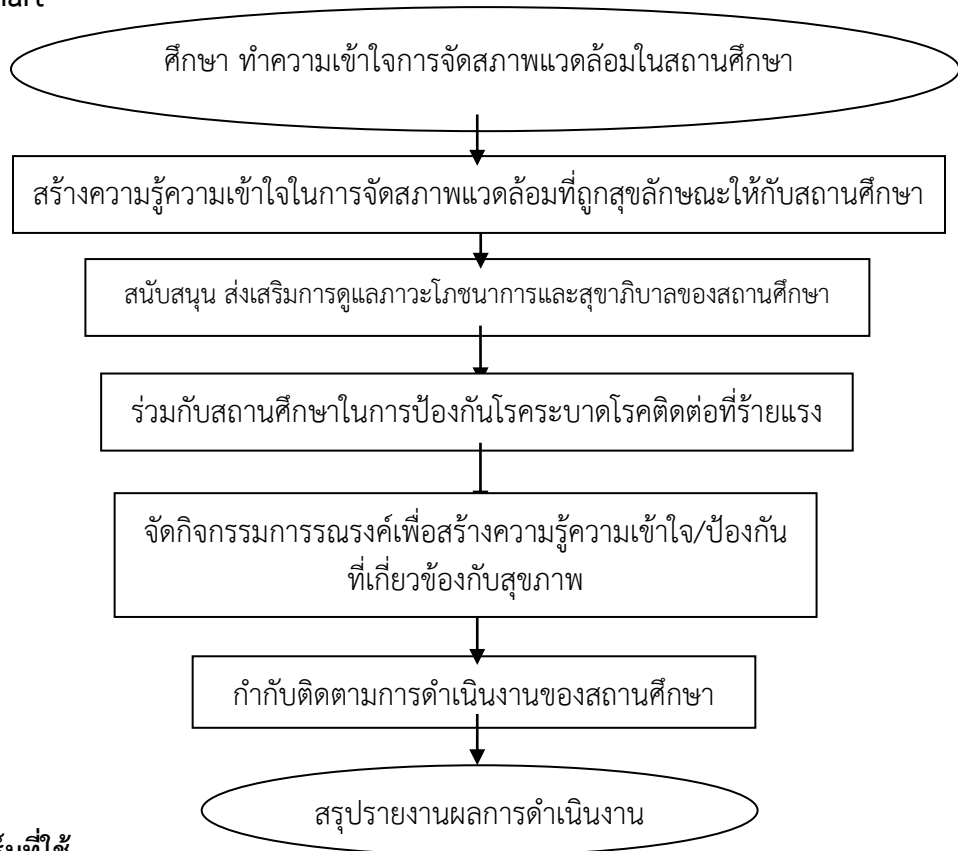 ศึกษา ทำความเข้าใจการจัดสภาพแวดล้อมในสถานศึกษา
สร้างความรู้ความเข้าใจในการจัดสภาพแวดล้อมที่ถูกสุขลักษณะให้กับสถานศึกษา
สนับสนุน ส่งเสริมการดูแลภาวะโภชนาการและสุขาภิบาลของสถานศึกษา
ร่วมกับสถานศึกษาในการป้องกันโรคระบาดโรคติดต่อที่ร้ายแรง
จัดกิจกรรมการรณรงค์เพื่อสร้างความรู้ความเข้าใจ/ป้องกัน
ที่เกี่ยวข้องกับสุขภาพ
กำกับติดตามการดำเนินงานของสถานศึกษา
สรุปรายงานผลการดำเนินงาน
ที่ใช้